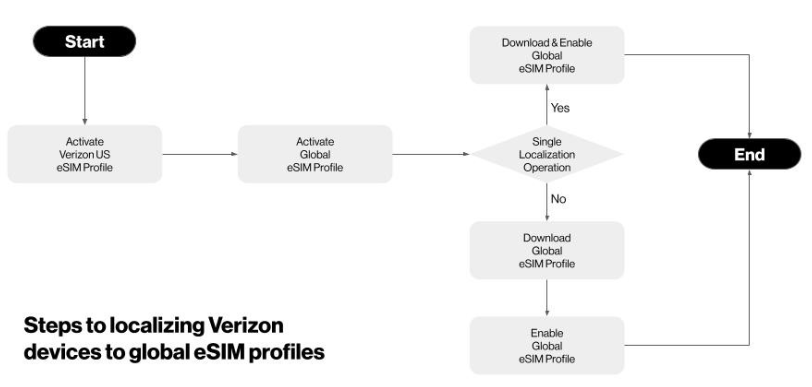 Start
Activate
Verizon US
eSIM Profile
Activate
Global
eSIM Profile
Single
Localization
Operation
Yes
Download & Enable
Global
eSIM Profile
No
Download
Global
eSIM Profile
Enable
Global
eSIM Profile
End
Steps to localizing Verizon
devices to global eSIM profiles